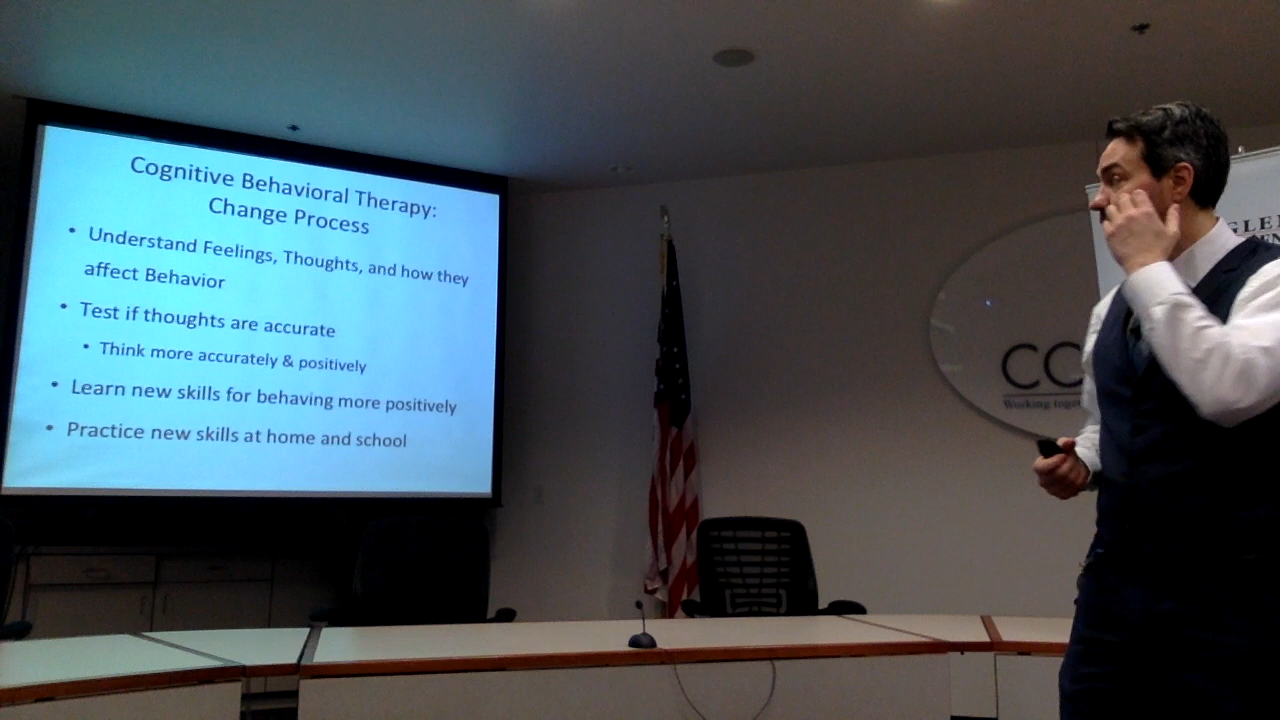 Cognitive Behavioral Therapy:
Change Process
• Understand Feelings, Thoughts, and how they
affect Behavior
• Test if thoughts are accurate
• Think more accurately & positively
• Learn new skills for behaving more positively
• Practice new skills at home and school
Working